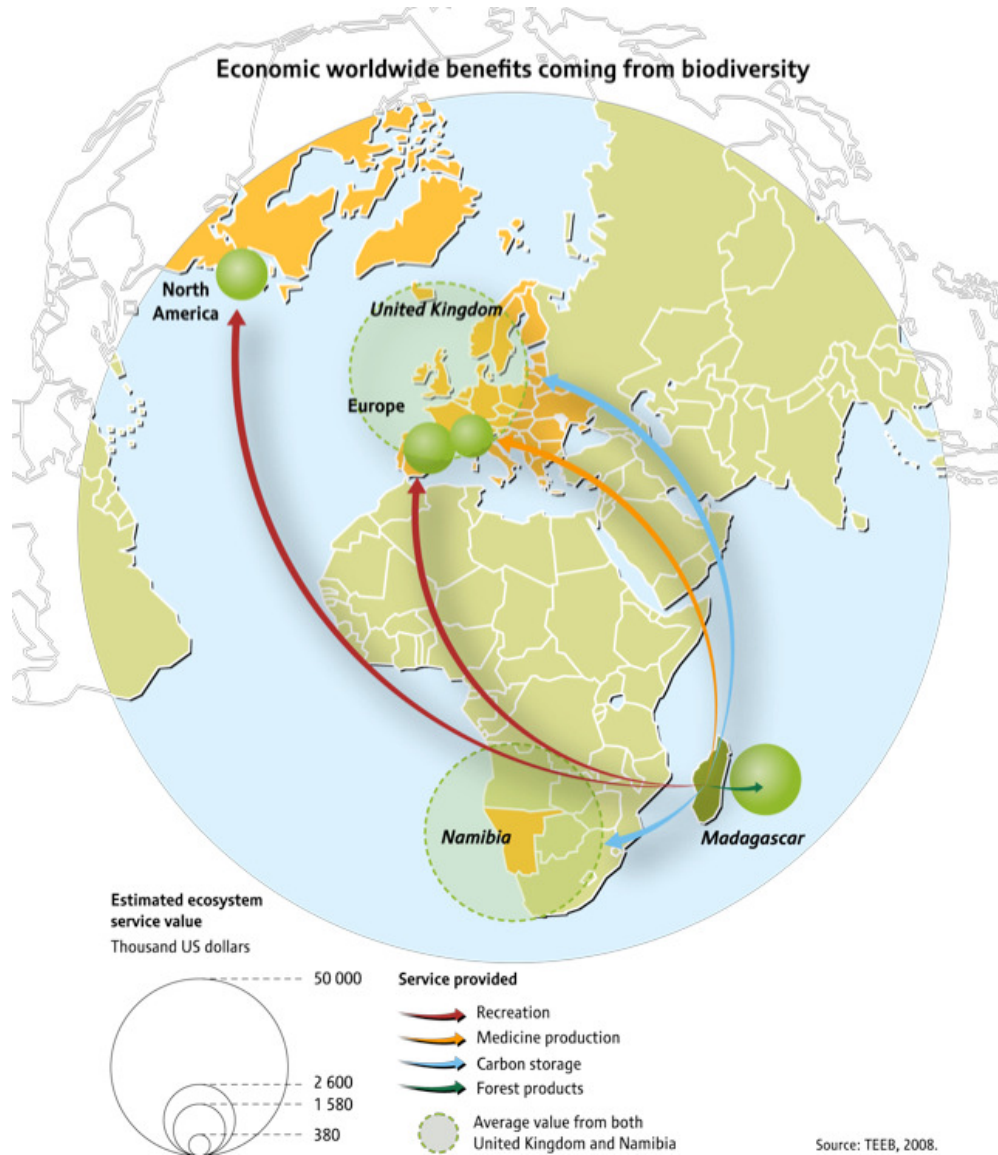 Economic worldwide benefits coming from biodiversity
North
America
United Kingdom
Europe
Namibia
Madagascar
Estimated ecosystem
service value
Thousand US dollars
50 000
2 600
1 580
380
Service provided
Recreation
Medicine production
Carbon storage
Forest products
Average value from both
United Kingdom and Namibia
Source: TEEB, 2008.